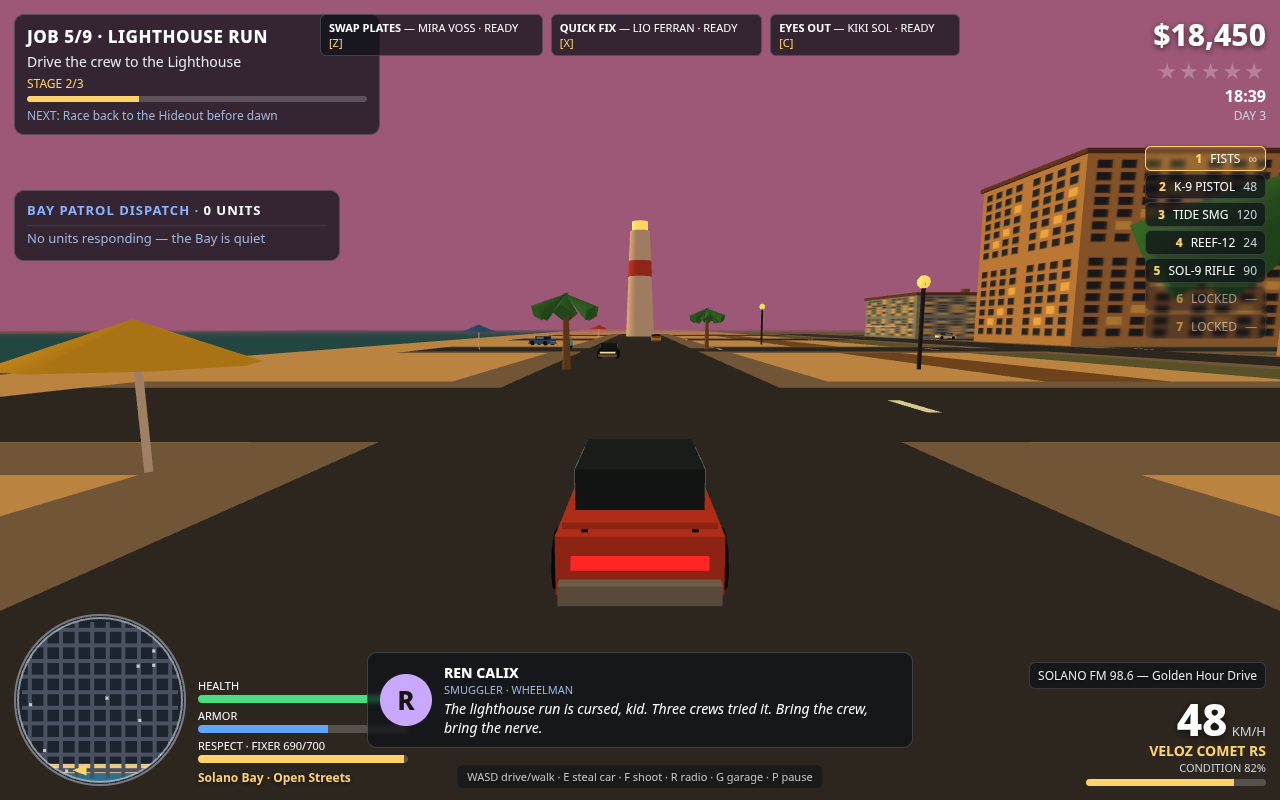 JOB 5/9 · LIGHTHOUSE RUN
Drive the crew to the Lighthouse
STAGE 2/3
NEXT: Race back to the Hideout before dawn
SWAP PLATES — MIRA VOSS · READY
[Z]
QUICK FIX — LIO FERRAN · READY
[X]
EYES OUT — KIKI SOL · READY
[C]
$18,450
★★★★★
18:39
DAY 3
1 FISTS ∞
2 K-9 PISTOL 48
3 TIDE SMG 120
4 REEF-12 24
5 SOL-9 RIFLE 90
6 LOCKED —
7 LOCKED —
BAY PATROL DISPATCH · 0 UNITS
No units responding — the Bay is quiet
HEALTH
ARMOR
RESPECT · FIXER 690/700
Solano Bay · Open Streets
R
REN CALIX
SMUGGLER · WHEELMAN
The lighthouse run is cursed, kid. Three crews tried it. Bring the crew,
bring the nerve.
WASD drive/walk · E steal car · F shoot · R radio · G garage · P pause
SOLANO FM 98.6 — Golden Hour Drive
48 KM/H
VELOZ COMET RS
CONDITION 82%